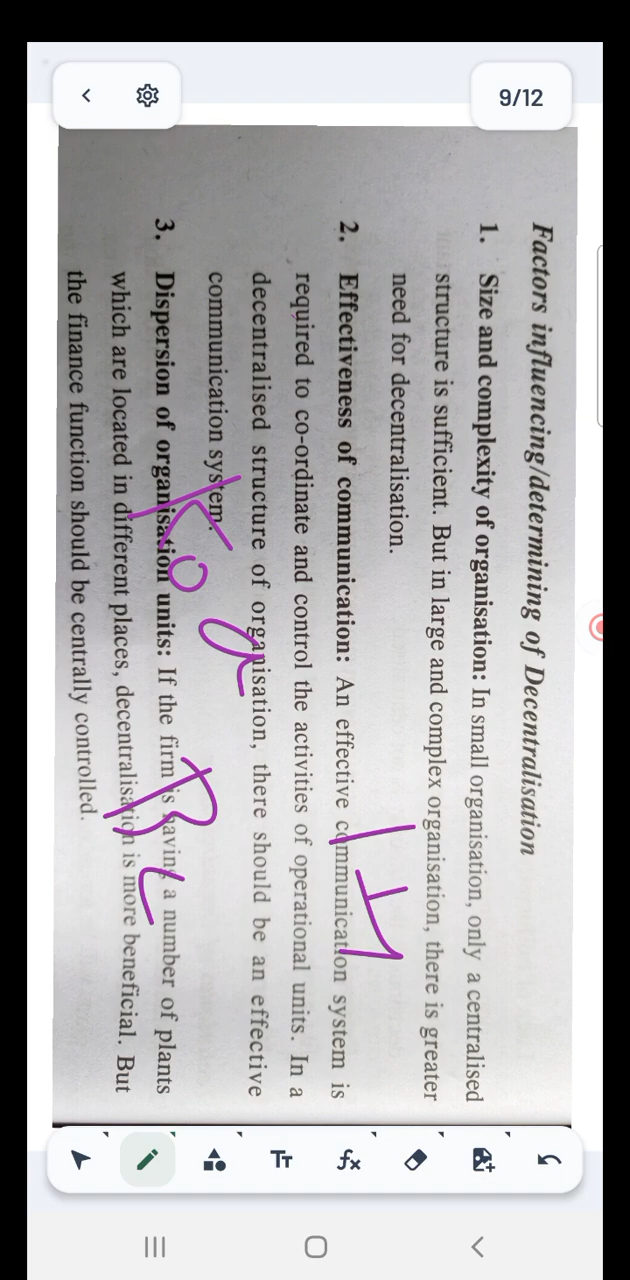 9/12
Factors influencing/determining of Decentralisation
1. Size and complexity of organisation: In small organisation, only a centralised
structure is sufficient. But in large and complex organisation, there is greater
need for decentralisation.
2. Effectiveness of communication: An effective communication system is
required to co-ordinate and control the activities of operational units. In a
decentralised structure of organisation, there should be an effective
communication system.
3. Dispersion of organisation units: If the firm is having a number of plants
which are located in different places, decentralisation is more beneficial. But
the finance function should be centrally controlled.
Tт
fx